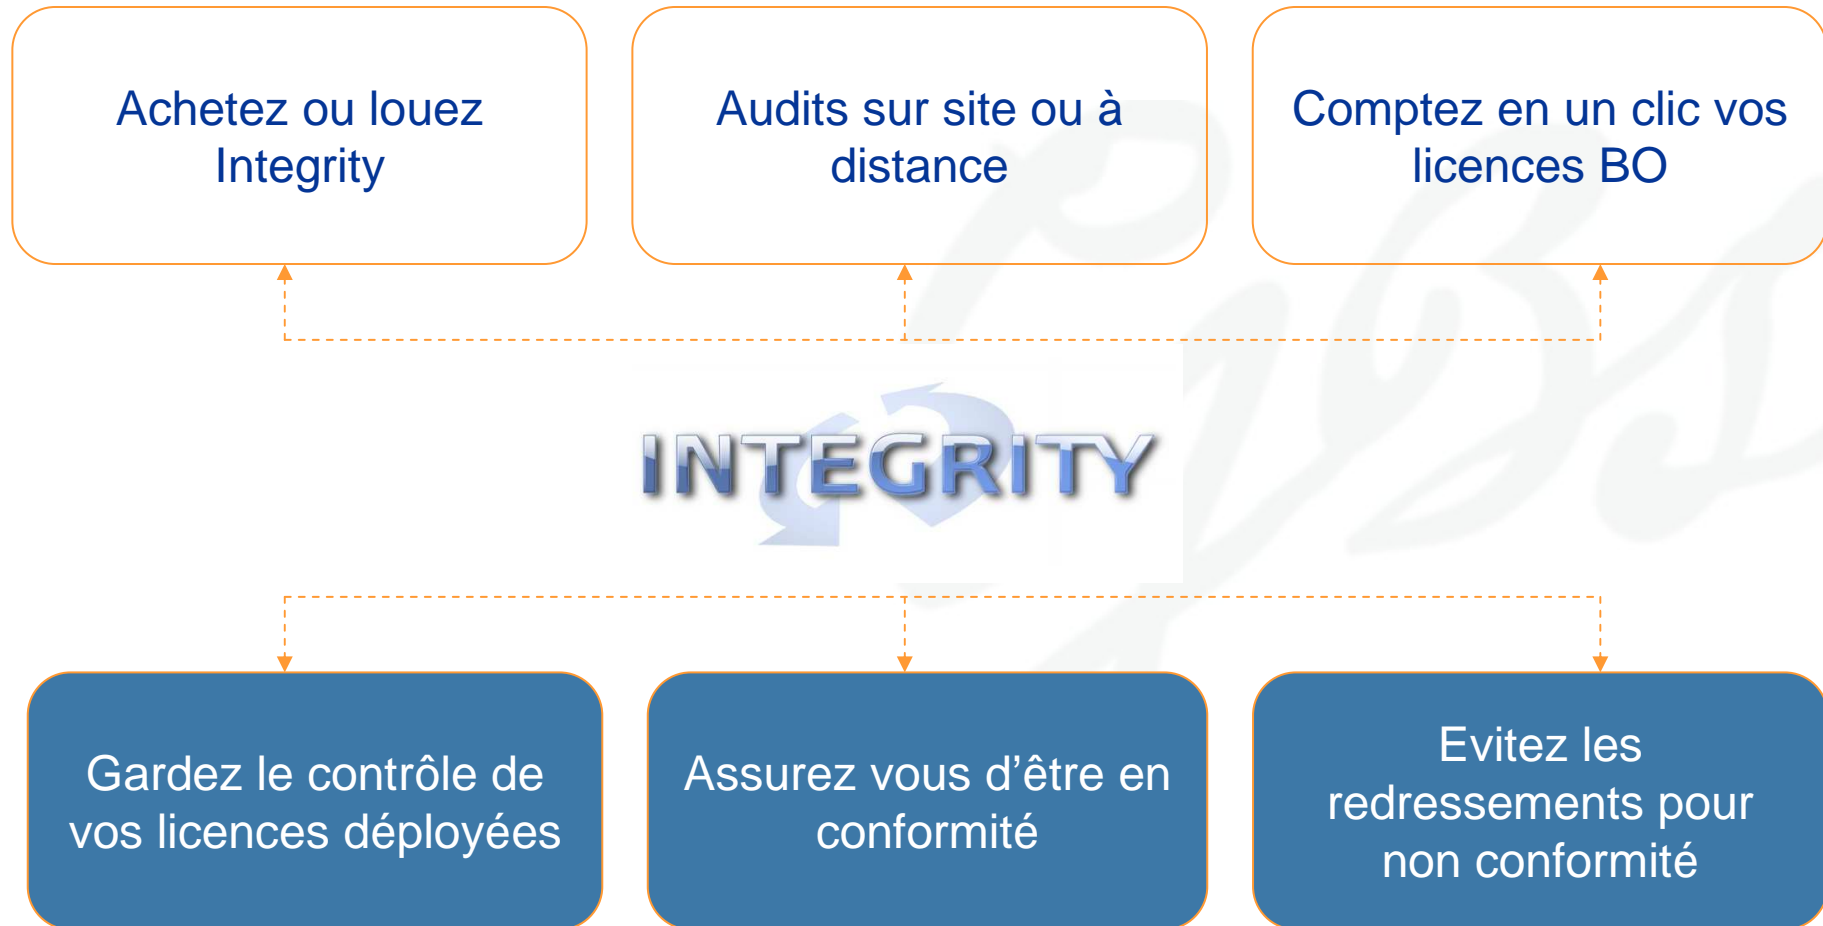 Achetez ou louez
Integrity
Audits sur site ou à
distance
Comptez en un clic vos
licences BO
INTEGRITY
Gardez le contrôle de
vos licences déployées
Assurez vous d’être en
conformité
Evitez les
redressements pour
non conformité